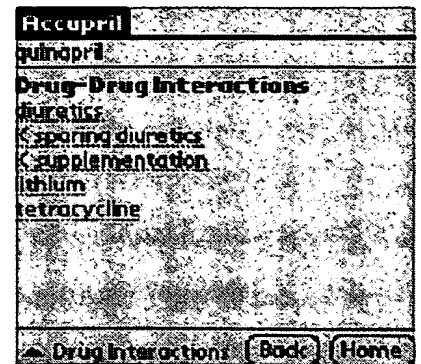 Accupril
quinapril
Drug-Drug Interactions
diuretics
K sparing diuretics
K supplementation
lithium
tetracycline
Drug Interactions Back Home